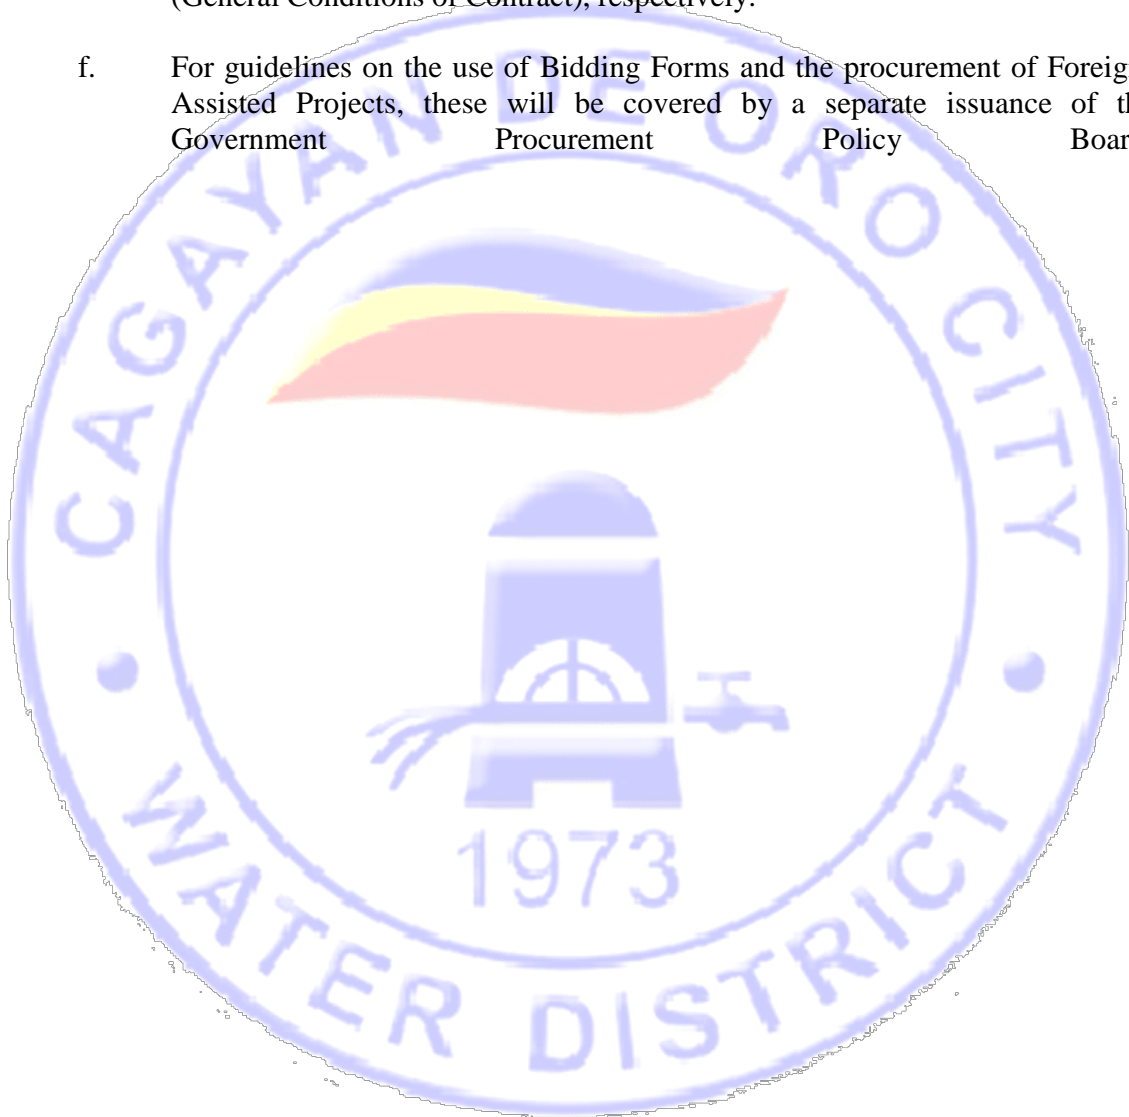 (General Conditions of Contract), respectively.
f. For guidelines on the use of Bidding Forms and the procurement of Foreig
Assisted Projects, these will be covered by a separate issuance of th
Government Procurement Policy Boar
CAGAYAN DE ORO CITY
1973
WATER DISTRICT